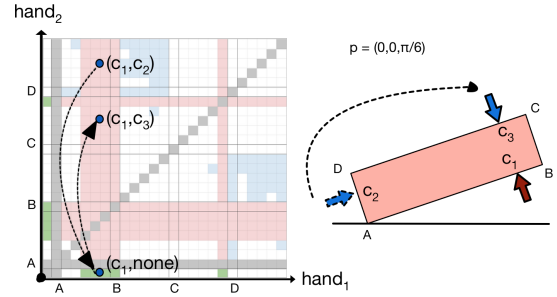 hand₂
(c₁,c₂)
D
(c₁,c₃)
C
B
(c₁,none)
A
hand₁
A B C D
p = (0,0,π/6)
C
c₃
c₁
D
B
c₂
A